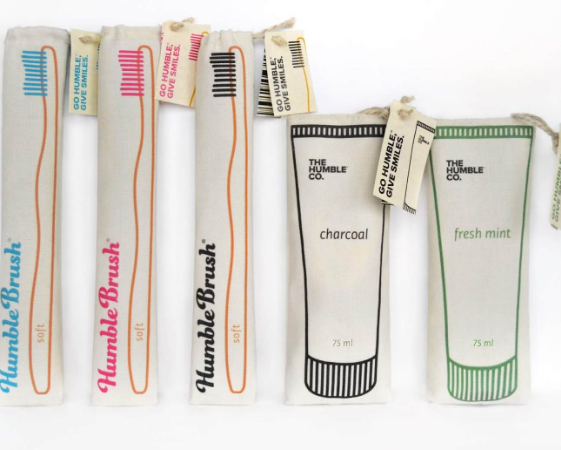 GO HUMBLE.
GIVE SMILES.
HumbleBrush®
soft
GO HUMBLE.
GIVE SMILES.
HumbleBrush®
soft
GO HUMBLE.
GIVE SMILES.
HumbleBrush®
soft
GO HUMBLE.
GIVE SMILES.
THE
HUMBLE
CO.
charcoal
75 ml
THE
HUMBLE
CO.
fresh mint
75 ml